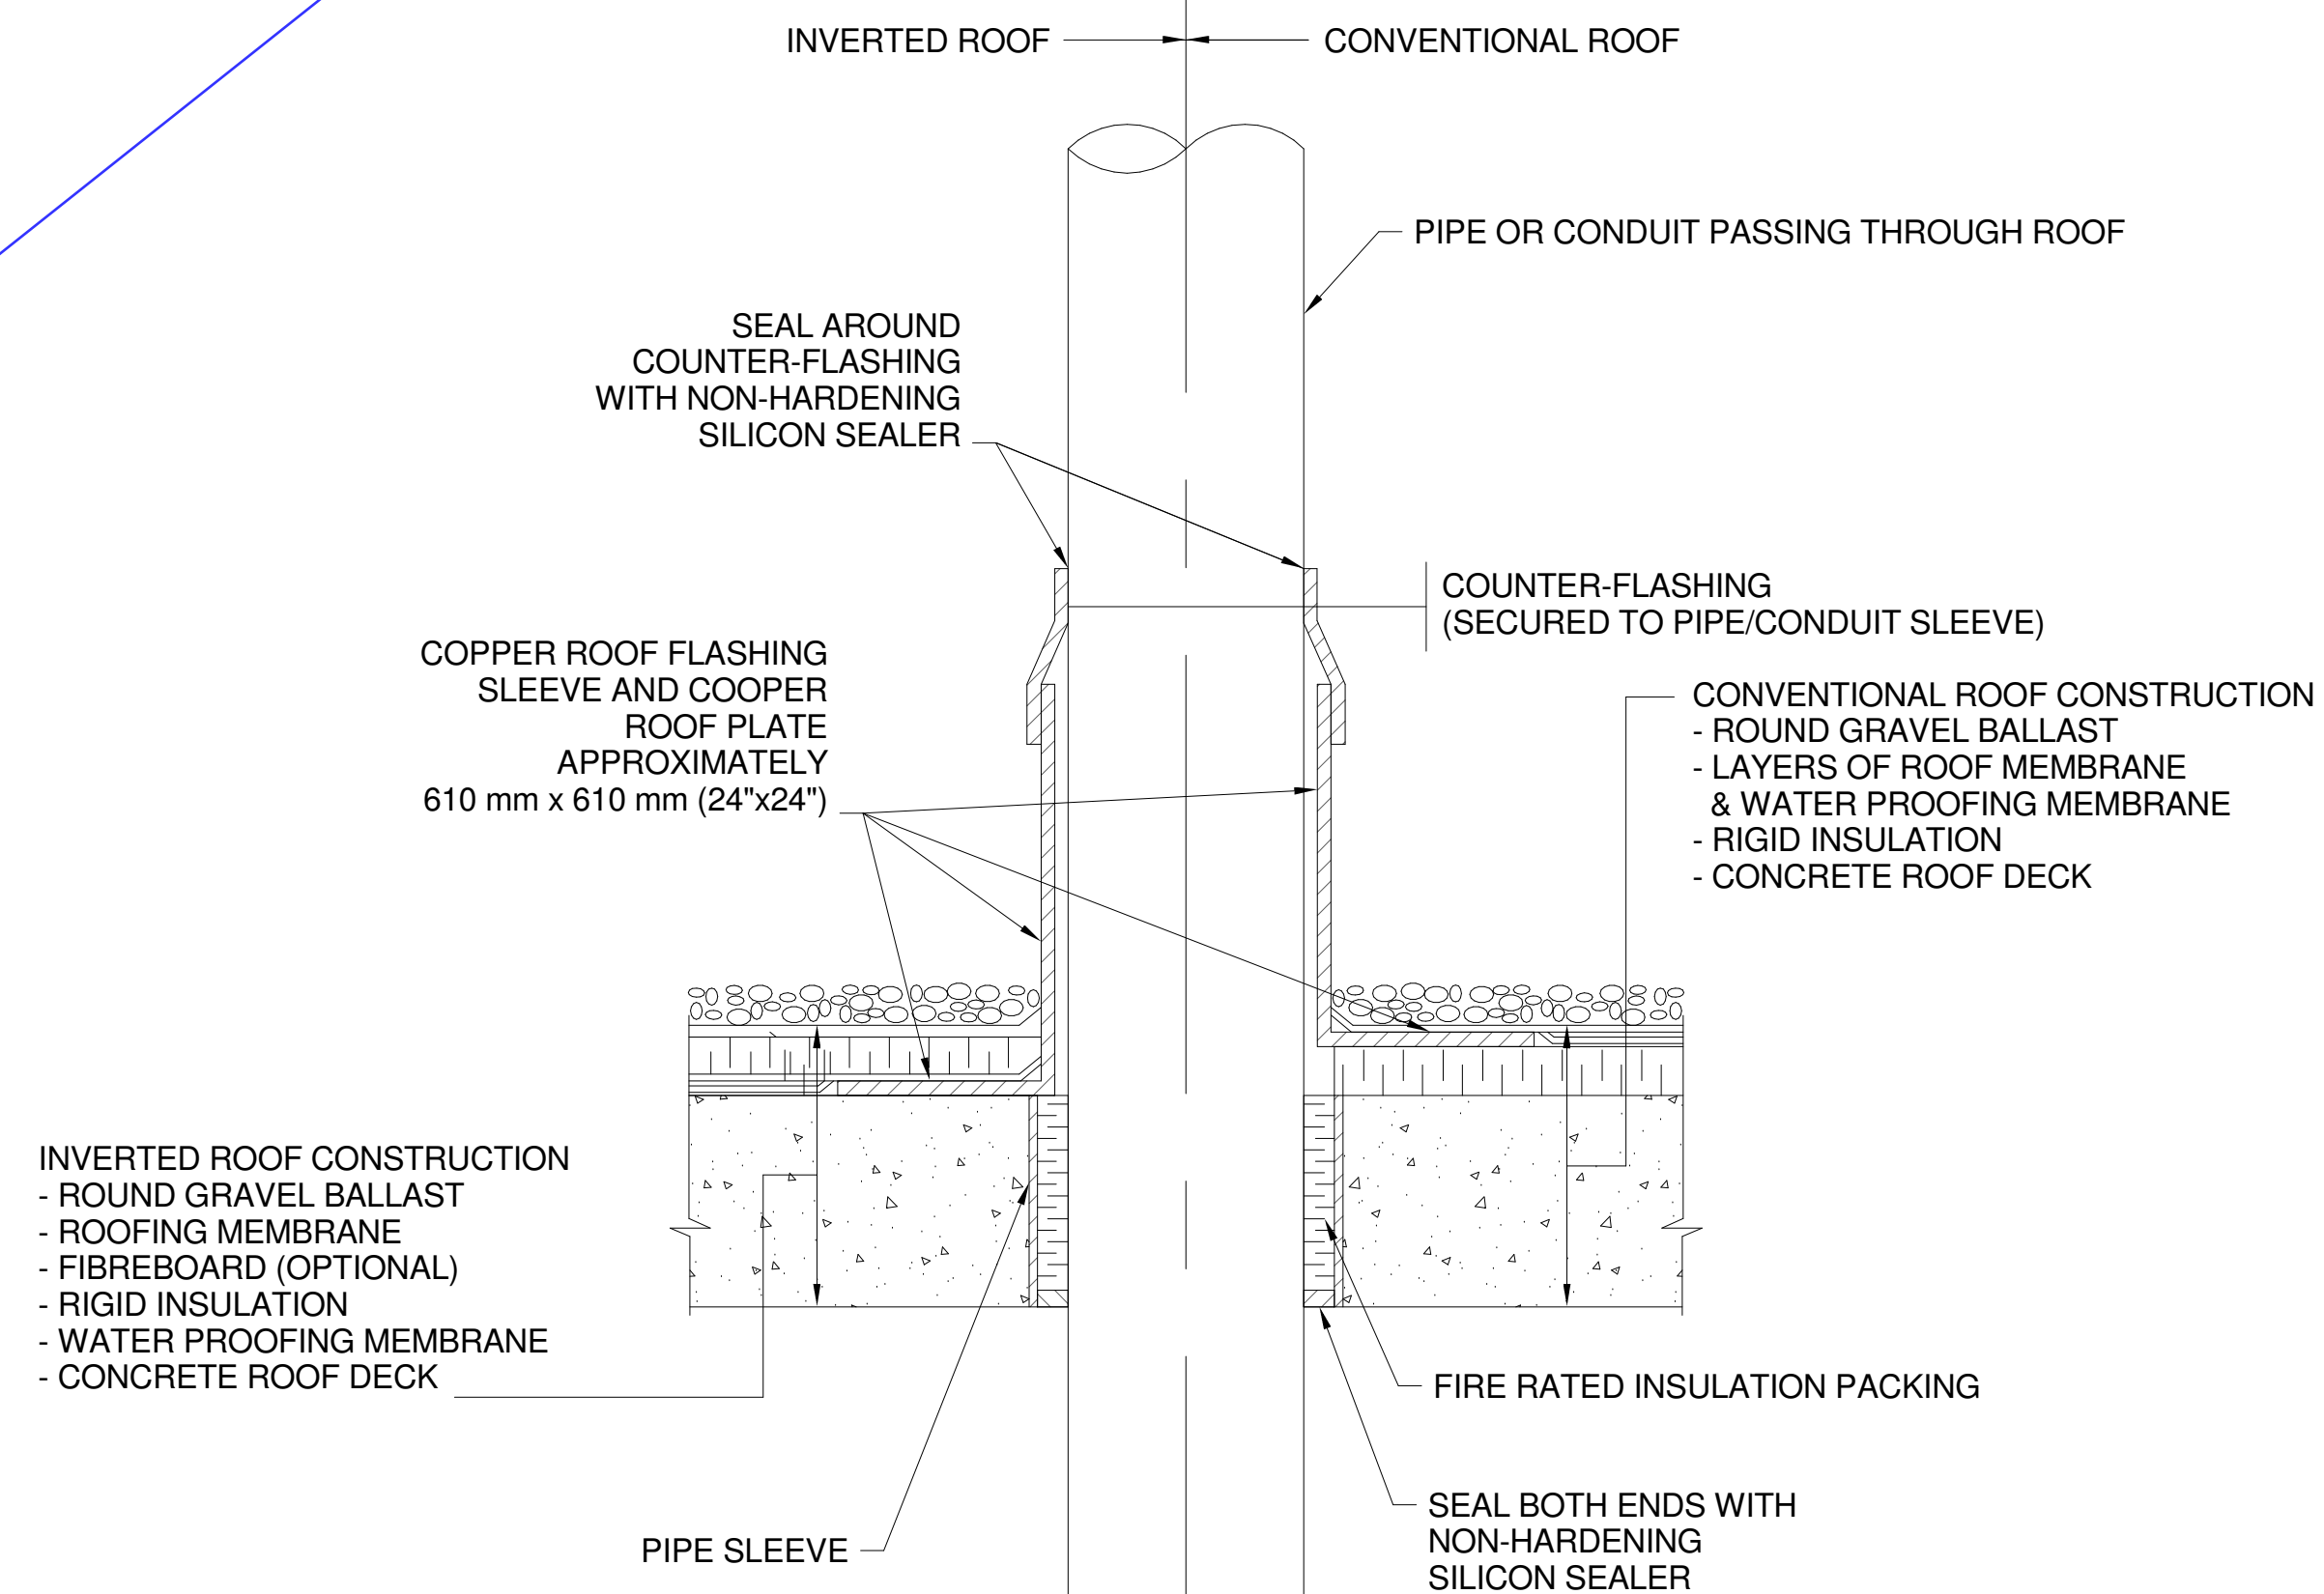 INVERTED ROOF
CONVENTIONAL ROOF
PIPE OR CONDUIT PASSING THROUGH ROOF
SEAL AROUND
COUNTER-FLASHING
WITH NON-HARDENING
SILICON SEALER
COUNTER-FLASHING
(SECURED TO PIPE/CONDUIT SLEEVE)
COPPER ROOF FLASHING
SLEEVE AND COOPER
ROOF PLATE
APPROXIMATELY
610 mm x 610 mm (24"x24")
CONVENTIONAL ROOF CONSTRUCTION
- ROUND GRAVEL BALLAST
- LAYERS OF ROOF MEMBRANE
& WATER PROOFING MEMBRANE
- RIGID INSULATION
- CONCRETE ROOF DECK
INVERTED ROOF CONSTRUCTION
- ROUND GRAVEL BALLAST
- ROOFING MEMBRANE
- FIBREBOARD (OPTIONAL)
- RIGID INSULATION
- WATER PROOFING MEMBRANE
- CONCRETE ROOF DECK
FIRE RATED INSULATION PACKING
PIPE SLEEVE
SEAL BOTH ENDS WITH
NON-HARDENING
SILICON SEALER